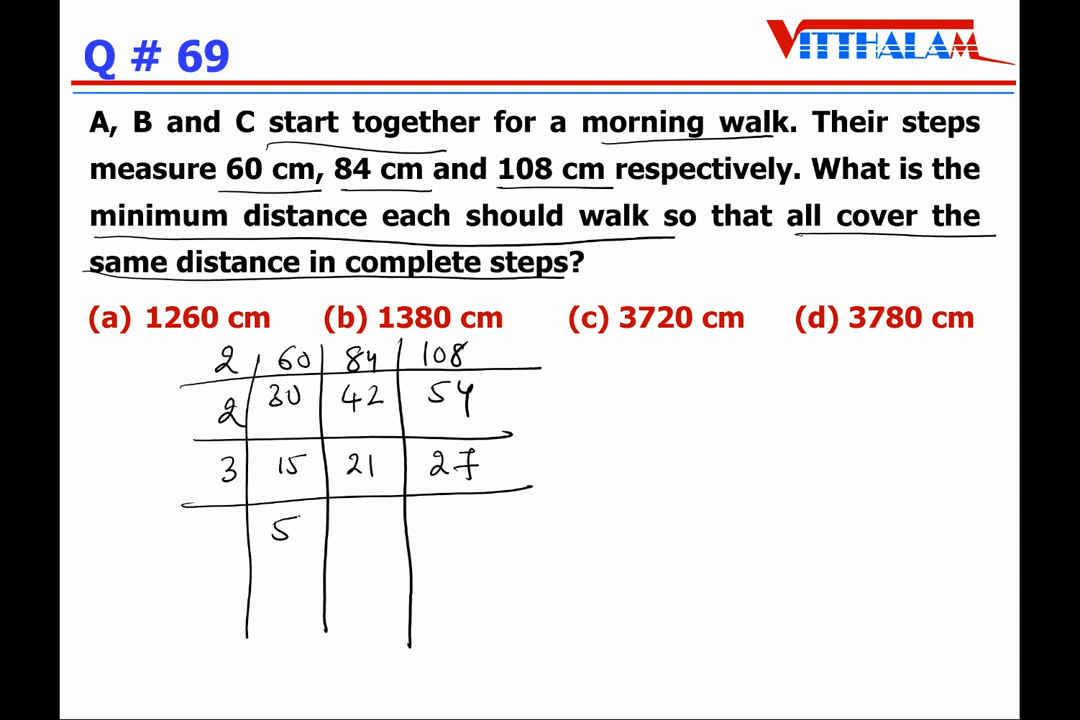 Q # 69
VITTHALAM
A, B and C start together for a morning walk. Their steps
measure 60 cm, 84 cm and 108 cm respectively. What is the
minimum distance each should walk so that all cover the
same distance in complete steps?
(a) 1260 cm (b) 1380 cm (c) 3720 cm (d) 3780 cm
2 60 84 108
2 30 42 54
3 15 21 27
5